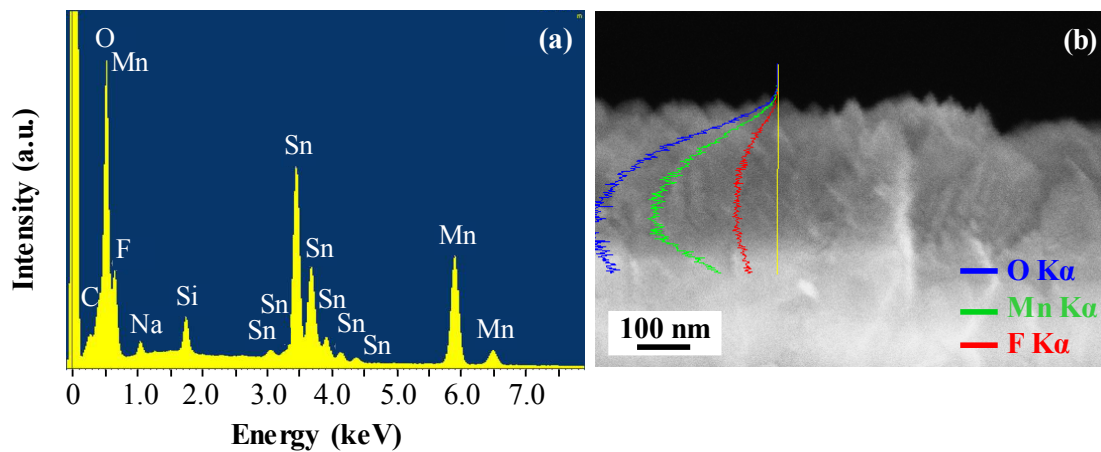 (a)
O
Mn
F
C
Na
Si
Sn
Sn
Sn
Sn
Sn
Sn
Sn
Mn
Mn
Intensity (a.u.)
0 1.0 2.0 3.0 4.0 5.0 6.0 7.0
Energy (keV)
(b)
O Kα
Mn Kα
F Kα
100 nm